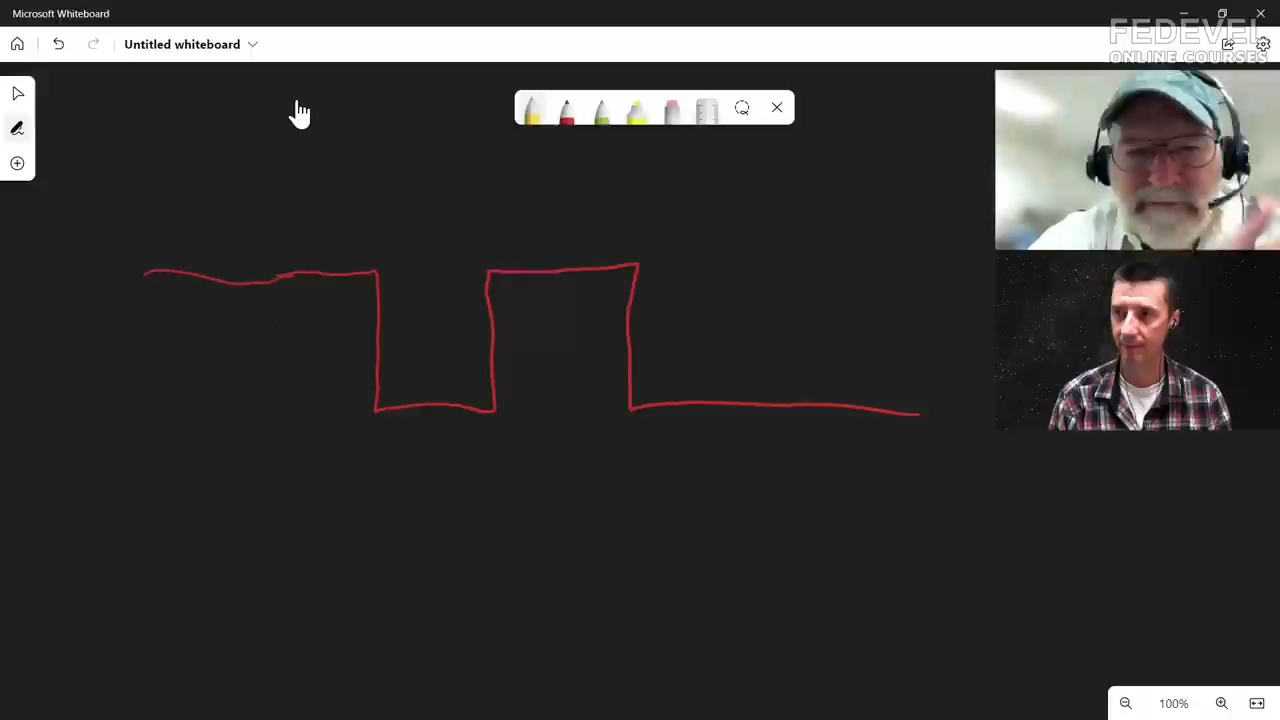 Microsoft Whiteboard
FEDEVEL
ONLINE COURSES
Untitled whiteboard
100%